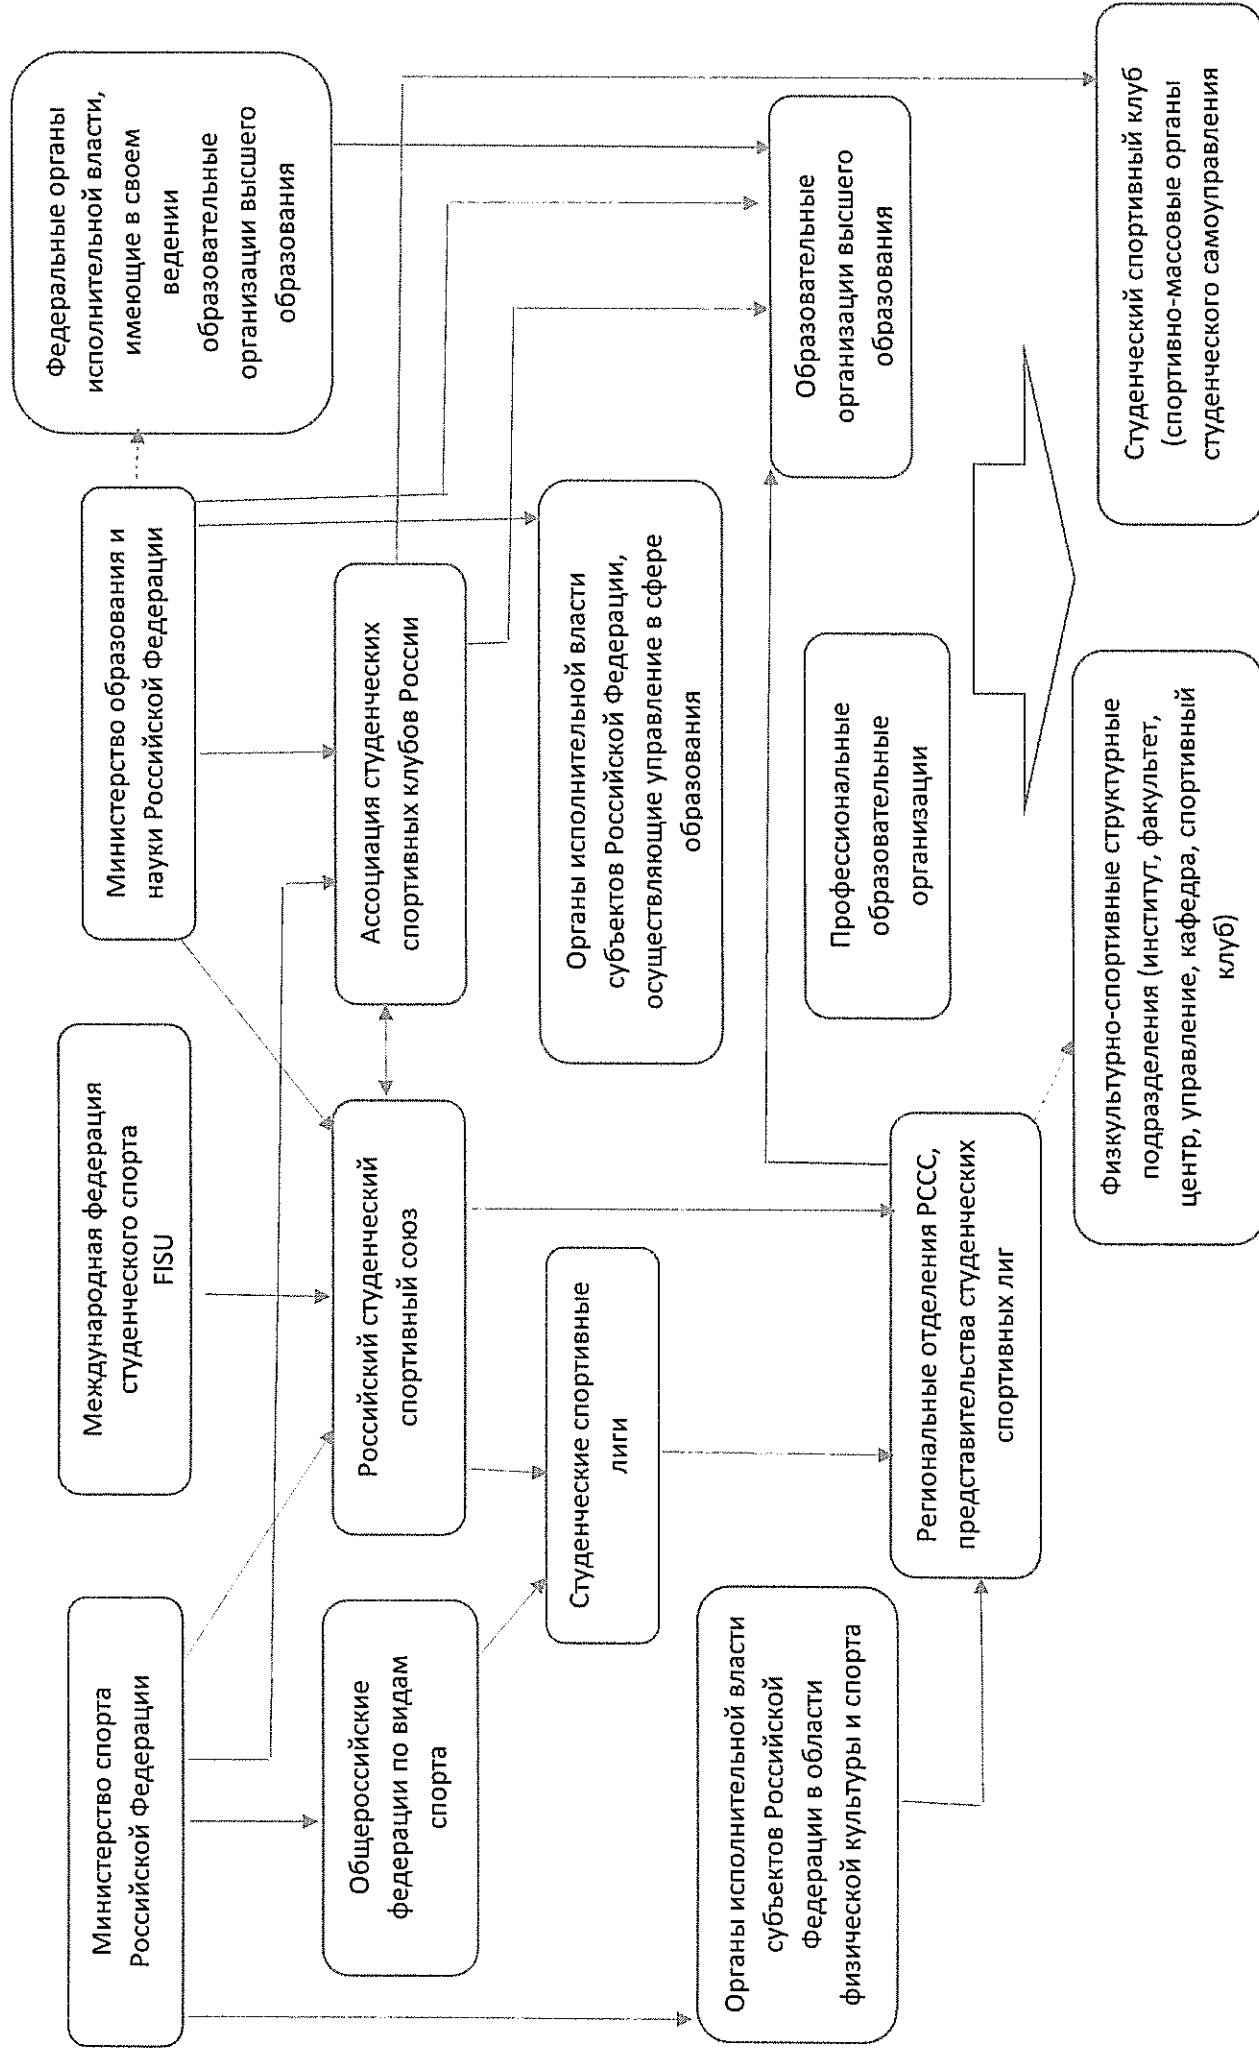 Министерство спорта
Российской Федерации
Международная федерация
студенческого спорта
FISU
Министерство образования и
науки Российской Федерации
Федеральные органы
исполнительной власти,
имеющие в своем
ведении
образовательные
организации высшего
образования
Общероссийские
федерации по видам
спорта
Российский студенческий
спортивный союз
Ассоциация студенческих
спортивных клубов России
Студенческие спортивные
лиги
Органы исполнительной власти
субъектов Российской Федерации,
осуществляющие управление в сфере
образования
Органы исполнительной власти
субъектов Российской
Федерации в области
физической культуры и спорта
Региональные отделения РССС,
представительства студенческих
спортивных лиг
Профессиональные
образовательные
организации
Образовательные
организации высшего
образования
Физкультурно-спортивные структурные
подразделения (институт, факультет,
центр, управление, кафедра, спортивный
клуб)
Студенческий спортивный клуб
(спортивно-массовые органы
студенческого самоуправления